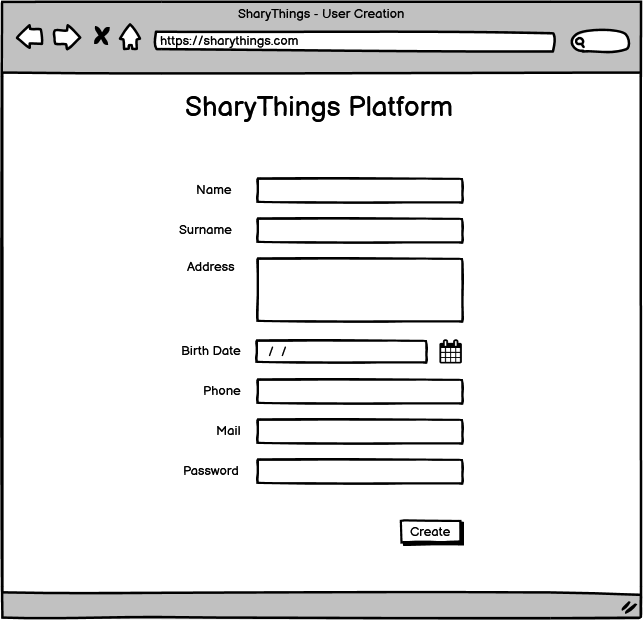 SharyThings - User Creation
https://sharythings.com
SharyThings Platform
Name
Surname
Address
Birth Date / /
Phone
Mail
Password
Create